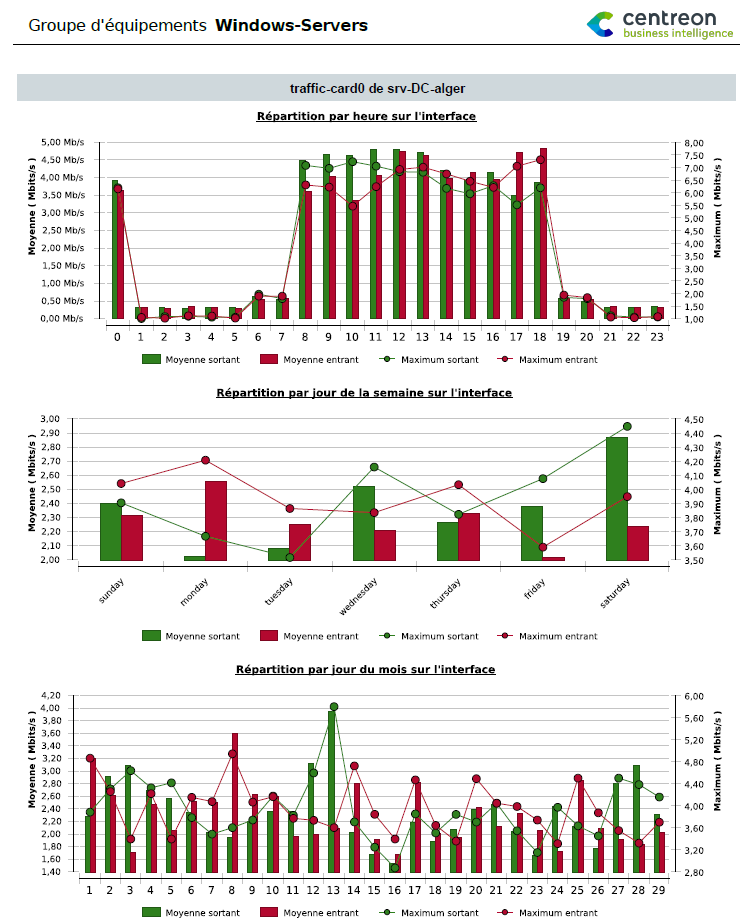 Groupe d'équipements Windows-Servers
centreon
business intelligence
traffic-card0 de srv-DC-alger
Répartition par heure sur l'interface
Moyenne ( Mbits/s )
5,00 Mb/s
4,50 Mb/s
4,00 Mb/s
3,50 Mb/s
3,00 Mb/s
2,50 Mb/s
2,00 Mb/s
1,50 Mb/s
1,00 Mb/s
0,50 Mb/s
0,00 Mb/s
8,00
7,50
7,00
6,50
6,00
5,50
5,00
4,50
4,00
3,50
3,00
2,50
2,00
1,50
1,00
Maximum ( Mbits/s )
0 1 2 3 4 5 6 7 8 9 10 11 12 13 14 15 16 17 18 19 20 21 22 23
Moyenne sortant Moyenne entrant Maximum sortant Maximum entrant
Répartition par jour de la semaine sur l'interface
Moyenne ( Mbits/s )
3,00
2,90
2,80
2,70
2,60
2,50
2,40
2,30
2,20
2,10
2,00
4,50
4,40
4,30
4,20
4,10
4,00
3,90
3,80
3,70
3,60
3,50
Maximum ( Mbits/s )
sunday monday tuesday wednesday thursday friday saturday
Moyenne sortant Moyenne entrant Maximum sortant Maximum entrant
Répartition par jour du mois sur l'interface
Moyenne ( Mbits/s )
4,20
4,00
3,80
3,60
3,40
3,20
3,00
2,80
2,60
2,40
2,20
2,00
1,80
1,60
1,40
6,00
5,60
5,20
4,80
4,40
4,00
3,60
3,20
2,80
Maximum ( Mbits/s )
1 2 3 4 5 6 7 8 9 10 11 12 13 14 15 16 17 18 19 20 21 22 23 24 25 26 27 28 29
Moyenne sortant Moyenne entrant Maximum sortant Maximum entrant